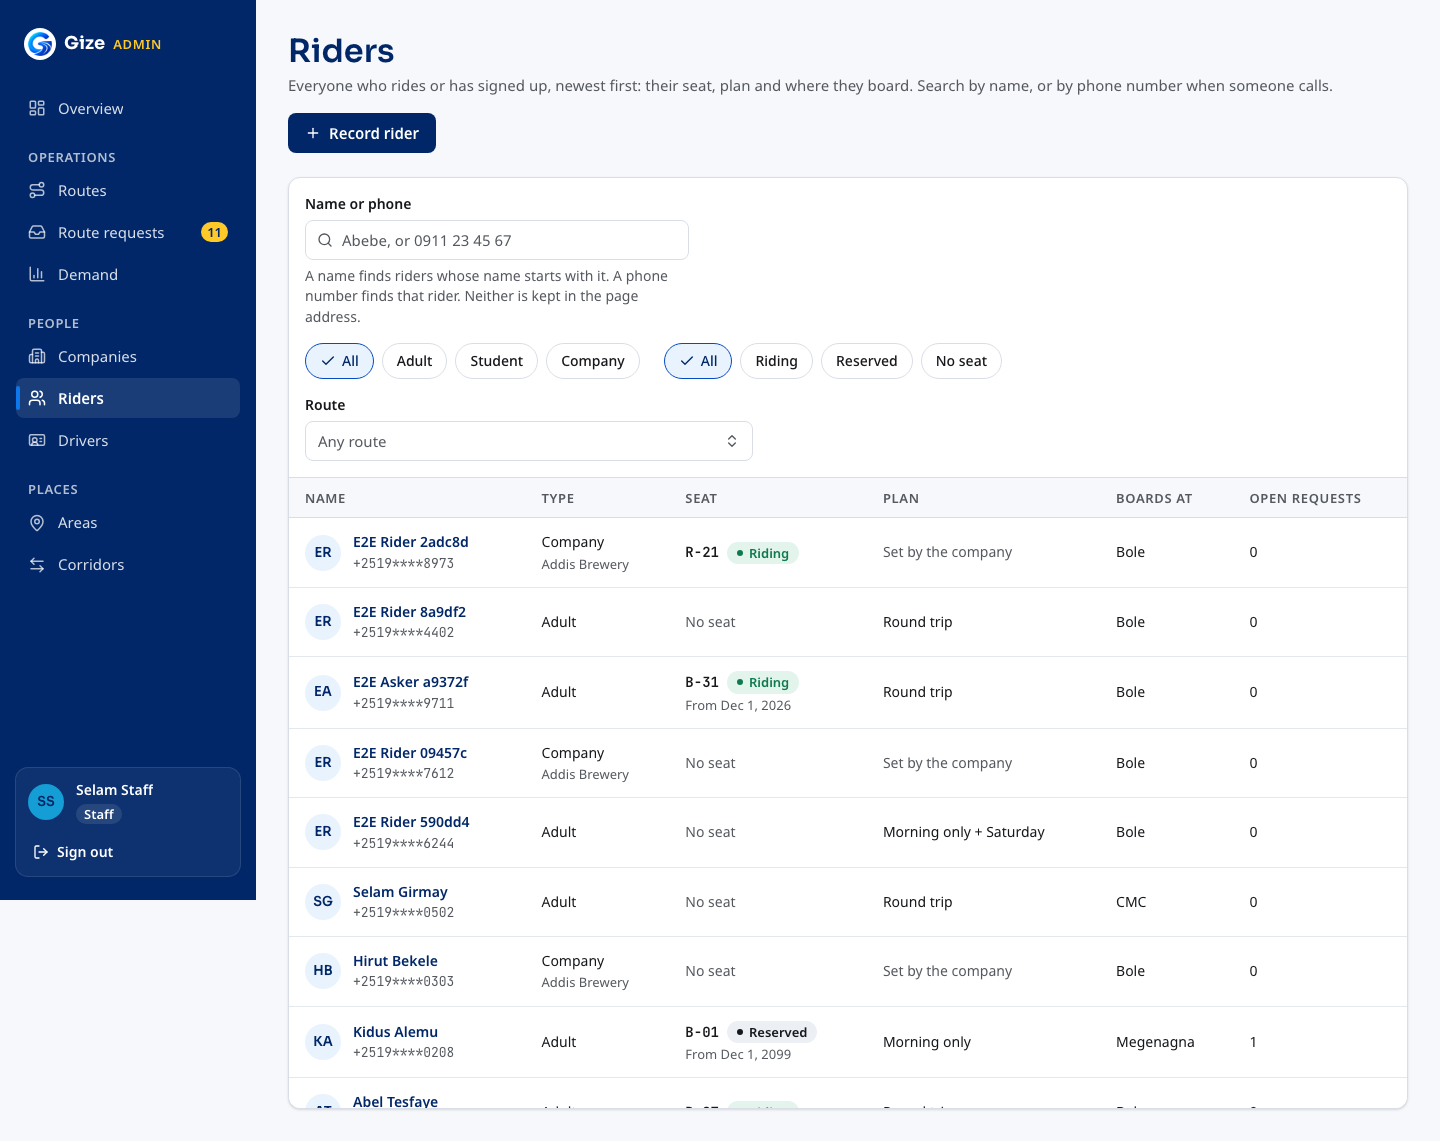 Gize ADMIN
Overview
OPERATIONS
Routes
Route requests 11
Demand
PEOPLE
Companies
Riders
Drivers
PLACES
Areas
Corridors
SS Selam Staff
Staff
Sign out
Riders
Everyone who rides or has signed up, newest first: their seat, plan and where they board. Search by name, or by phone number when someone calls.
+ Record rider
Name or phone
Abebe, or 0911 23 45 67
A name finds riders whose name starts with it. A phone
number finds that rider. Neither is kept in the page
address.
All Adult Student Company All Riding Reserved No seat
Route
Any route
NAME TYPE SEAT PLAN BOARDS AT OPEN REQUESTS
ER E2E Rider 2adc8d Company R-21 Riding Set by the company Bole 0
+2519****8973 Addis Brewery
ER E2E Rider 8a9df2 Adult No seat Round trip Bole 0
+2519****4402
EA E2E Asker a9372f Adult B-31 Riding Round trip Bole 0
+2519****9711 From Dec 1, 2026
ER E2E Rider 09457c Company No seat Set by the company Bole 0
+2519****7612 Addis Brewery
ER E2E Rider 590dd4 Adult No seat Morning only + Saturday Bole 0
+2519****6244
SG Selam Girmay Adult No seat Round trip CMC 0
+2519****0502
HB Hirut Bekele Company No seat Set by the company Bole 0
+2519****0303 Addis Brewery
KA Kidus Alemu Adult B-01 Reserved Morning only Megenagna 1
+2519****0208 From Dec 1, 2099
Abel Tesfaye